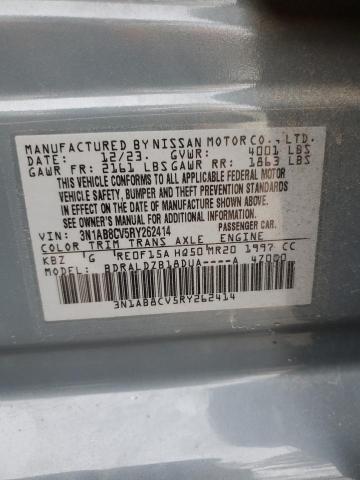 MANUFACTURED BY NISSAN MOTOR CO., LTD.
DATE: 12/23. GVWR: 4001 LBS
GAWR FR: 2161 LBS GAWR RR: 1863 LBS
THIS VEHICLE CONFORMS TO ALL APPLICABLE FEDERAL MOTOR
VEHICLE SAFETY, BUMPER AND THEFT PREVENTION STANDARDS
IN EFFECT ON THE DATE OF MANUFACTURE SHOWN ABOVE.
SEE OWNER'S MANUAL FOR ADDITIONAL INFORMATION.
VIN: 3N1AB8CV5RY262414 PASSENGER CAR.
COLOR TRIM TRANS AXLE ENGINE
KBZ G RE0F15A HQ50 MR20 1997 CC
MODEL: BDRALDZB18DUA----A 47000
3N1AB8CV5RY262414